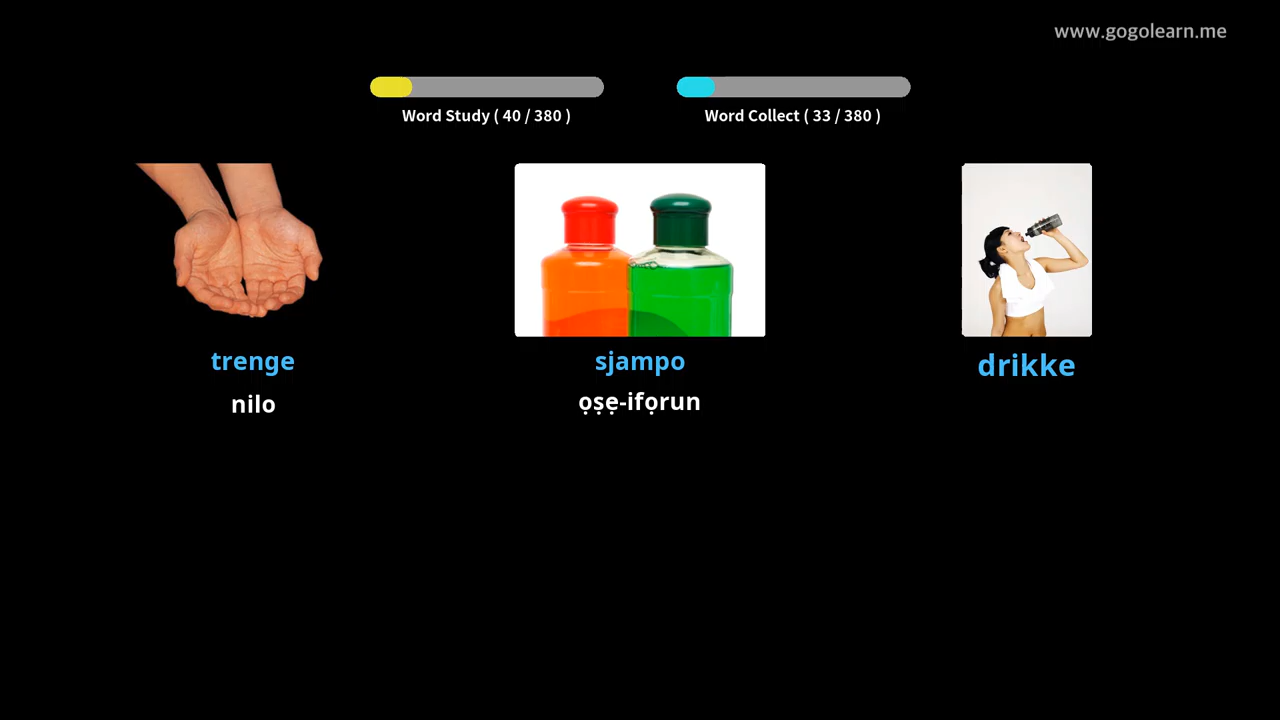 www.gogolearn.me
Word Study ( 40 / 380 )
Word Collect ( 33 / 380 )
trenge
sjampo
drikke
nilo
ọṣẹ-ifọrun